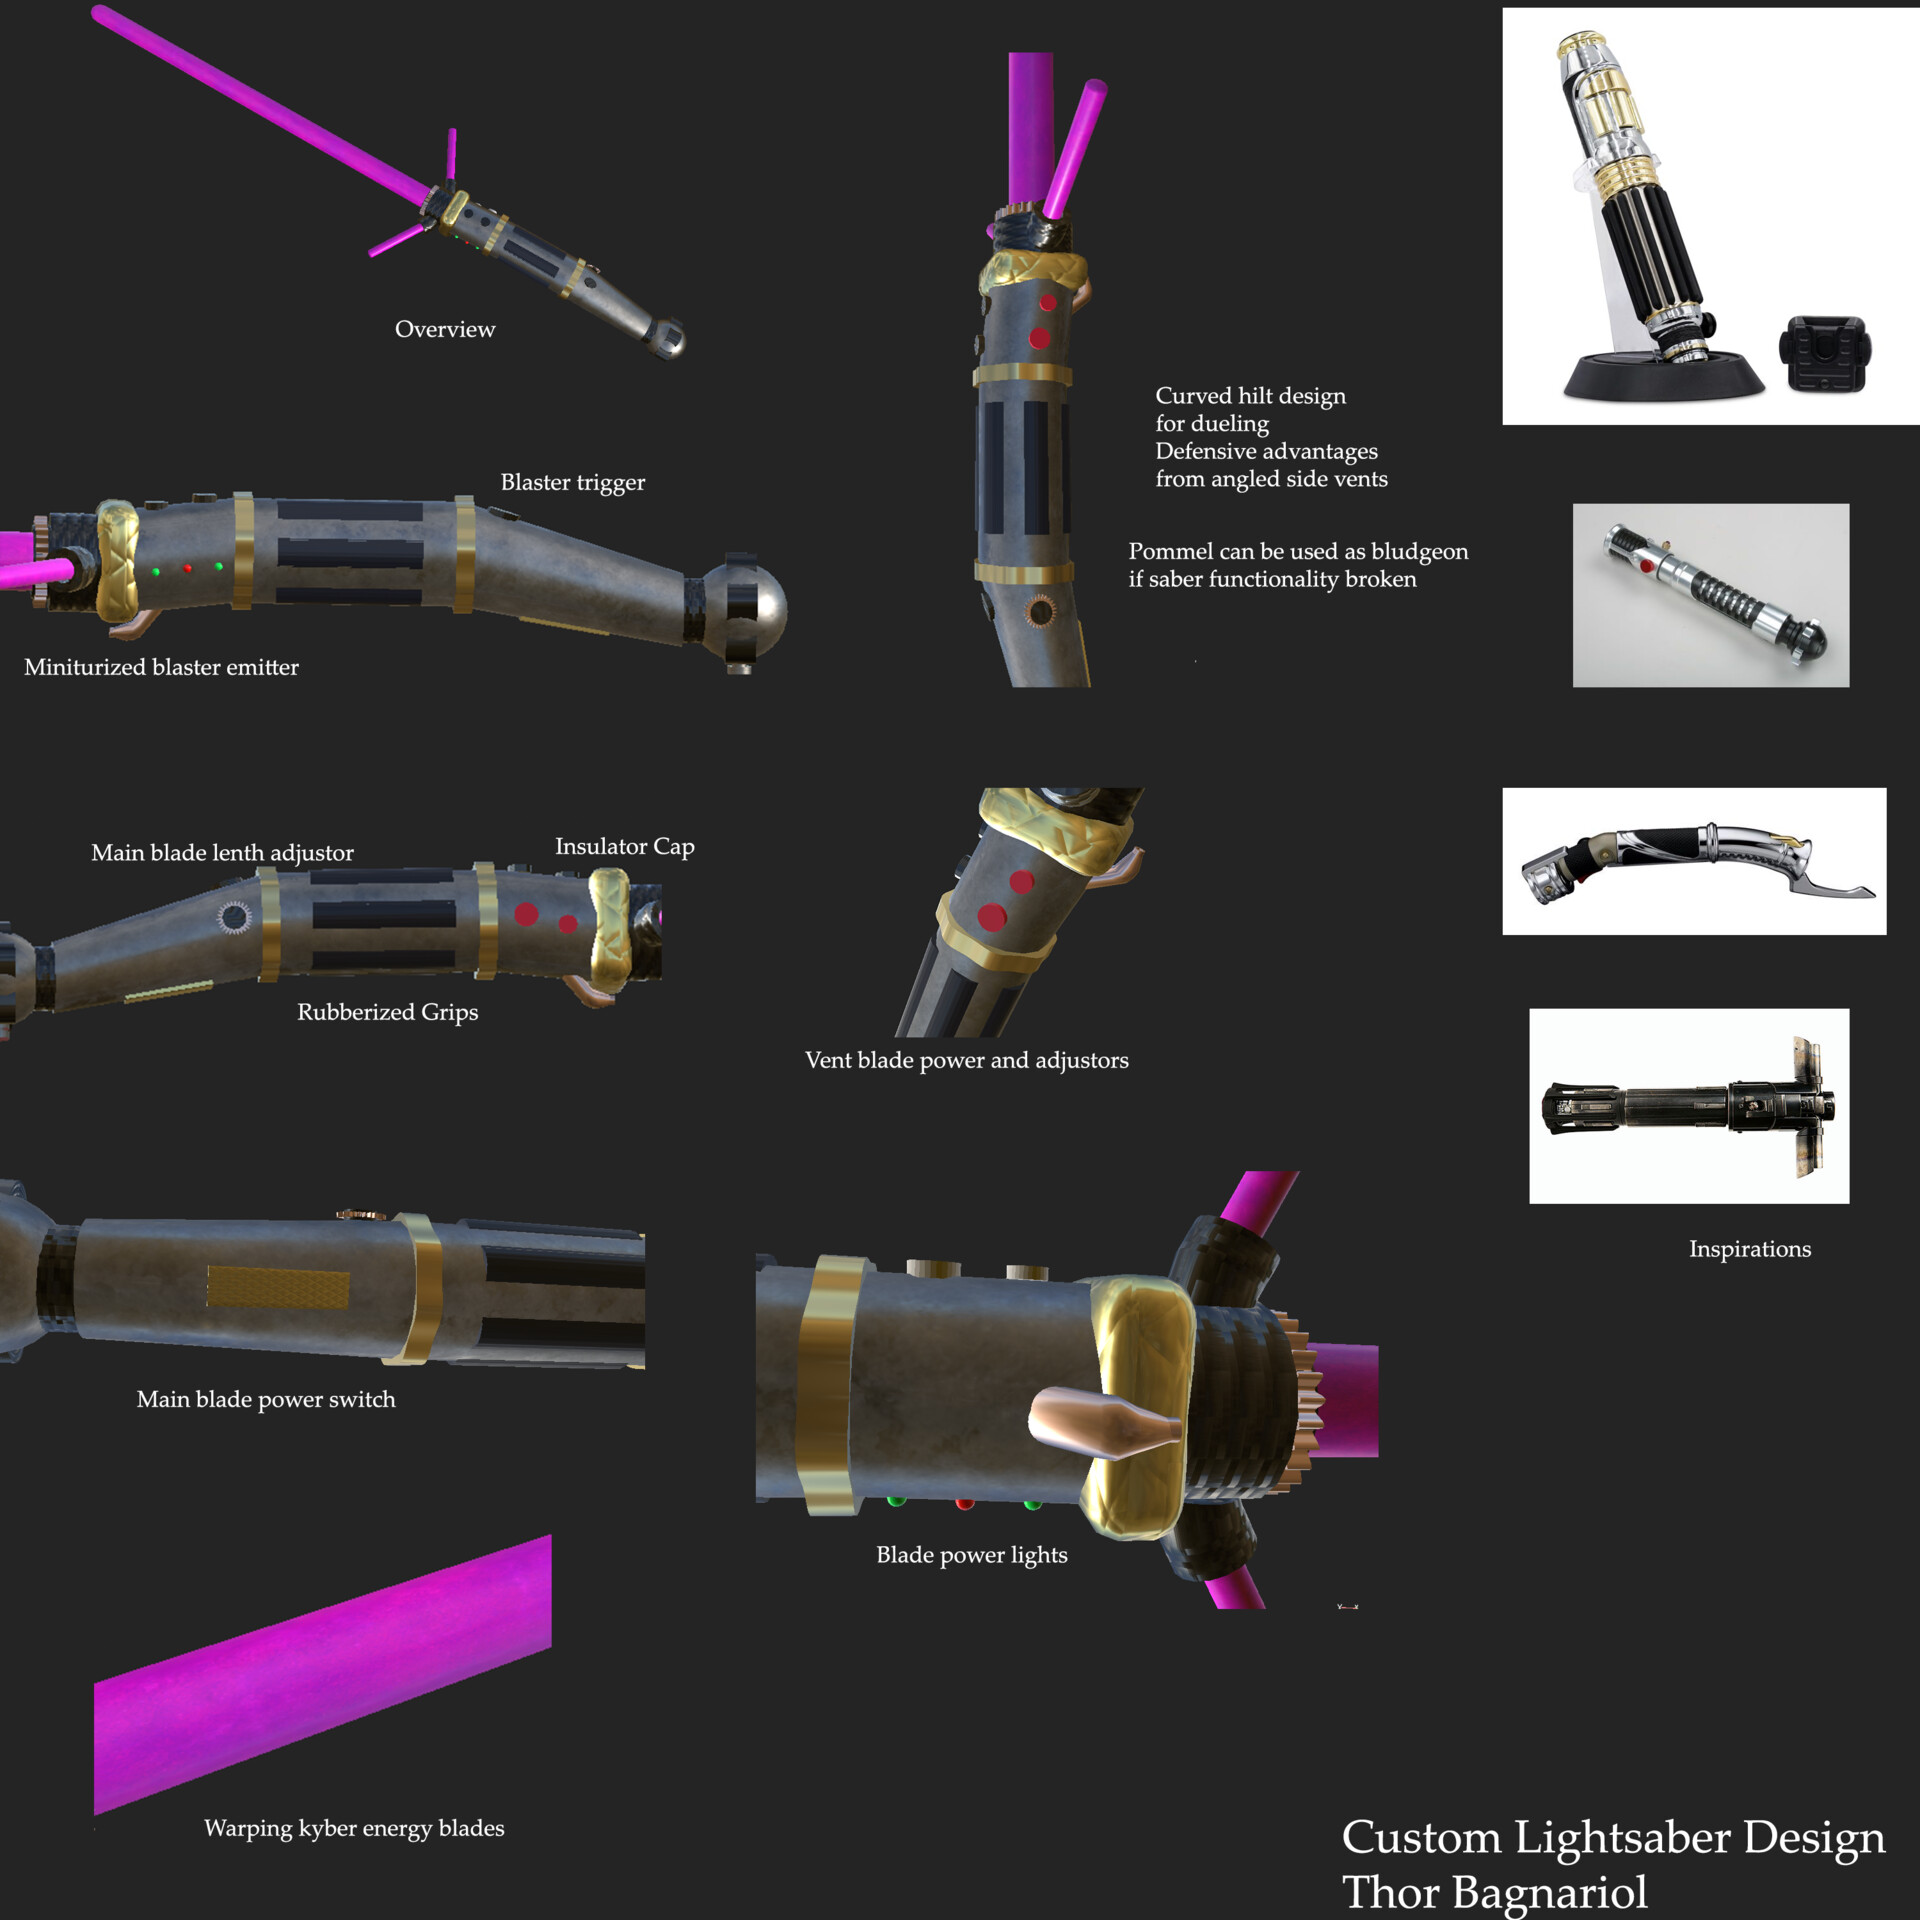 Overview
Curved hilt design
for dueling
Defensive advantages
from angled side vents
Blaster trigger
Pommel can be used as bludgeon
if saber functionality broken
Miniturized blaster emitter
Main blade lenth adjustor
Insulator Cap
Rubberized Grips
Vent blade power and adjustors
Inspirations
Main blade power switch
Blade power lights
Warping kyber energy blades
Custom Lightsaber Design
Thor Bagnariol